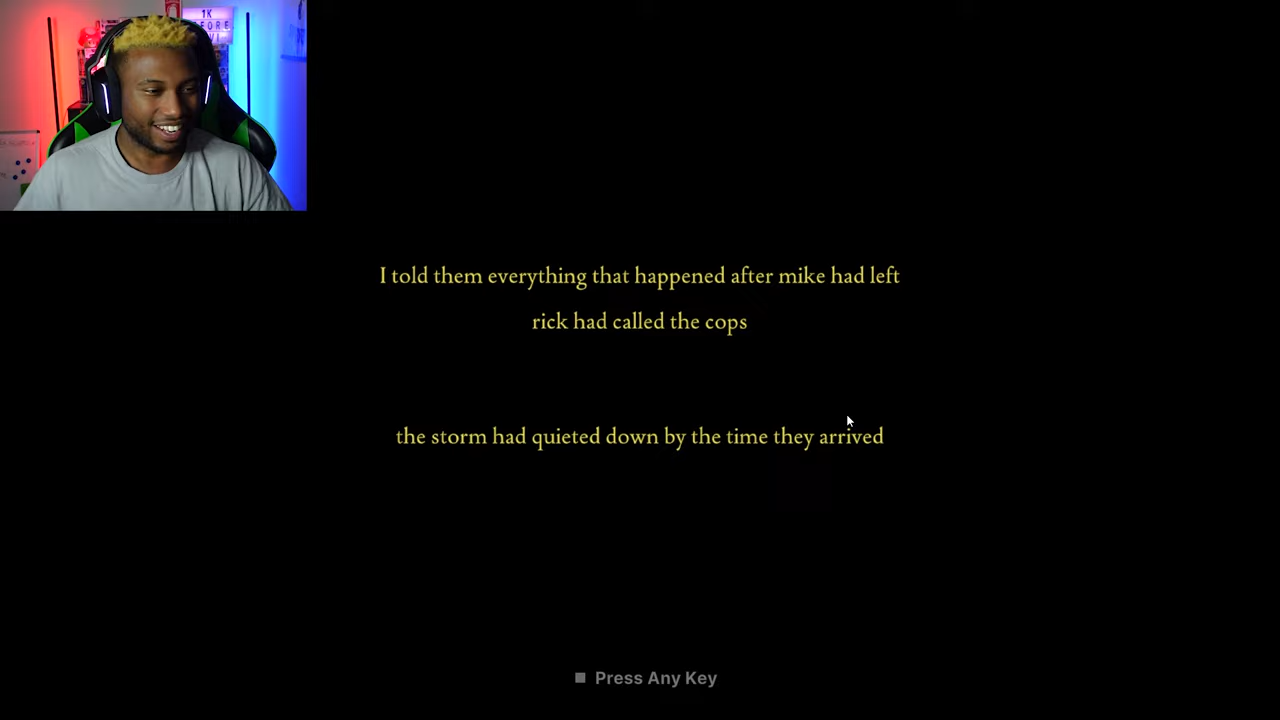 1K
I told them everything that happened after mike had left
rick had called the cops
the storm had quieted down by the time they arrived
Press Any Key